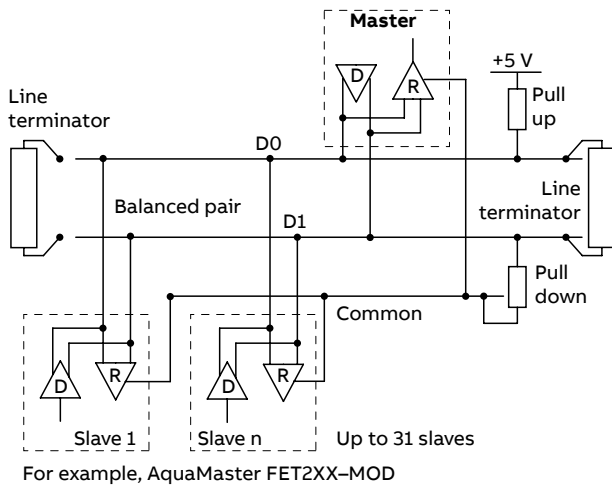 Master
D
R
+5 V
Pull
up
Line
terminator
D0
Balanced pair
D1
Line
terminator
Pull
down
Common
D
R
Slave 1
D
R
Slave n
Up to 31 slaves
For example, AquaMaster FET2XX–MOD